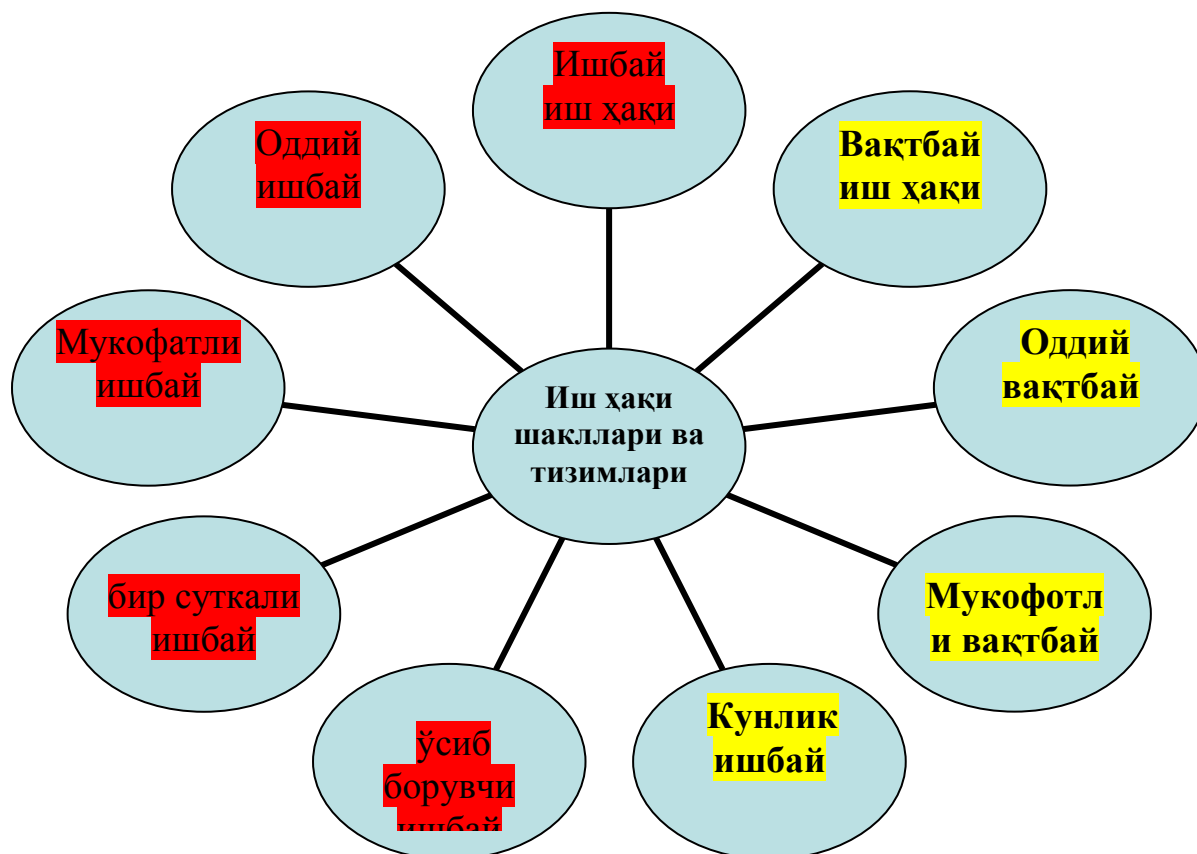 Ишбай
иш ҳақи
Вақтбай
иш ҳақи
Оддий
вақтбай
Мукофотл
и вақтбай
Кунлик
ишбай
ўсиб
борувчи
ишбай
бир суткали
ишбай
Мукофатли
ишбай
Оддий
ишбай
Иш ҳақи
шакллари ва
тизимлари